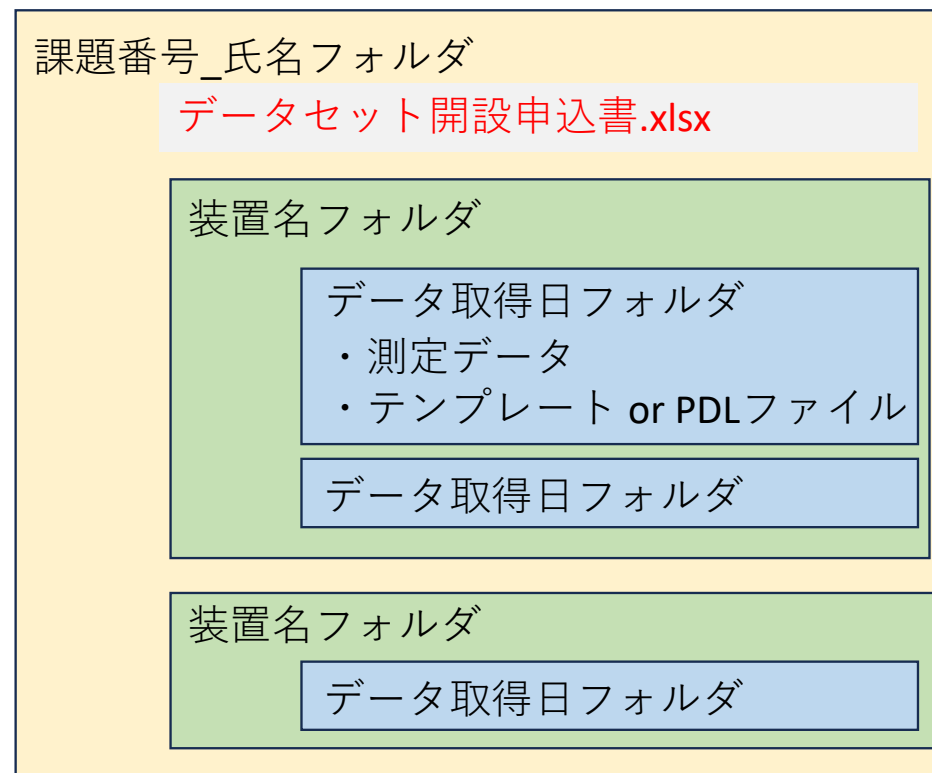 課題番号_氏名フォルダ
データセット開設申込書.xlsx
装置名フォルダ
データ取得日フォルダ
・測定データ
・テンプレート or PDLファイル
データ取得日フォルダ
装置名フォルダ
データ取得日フォルダ